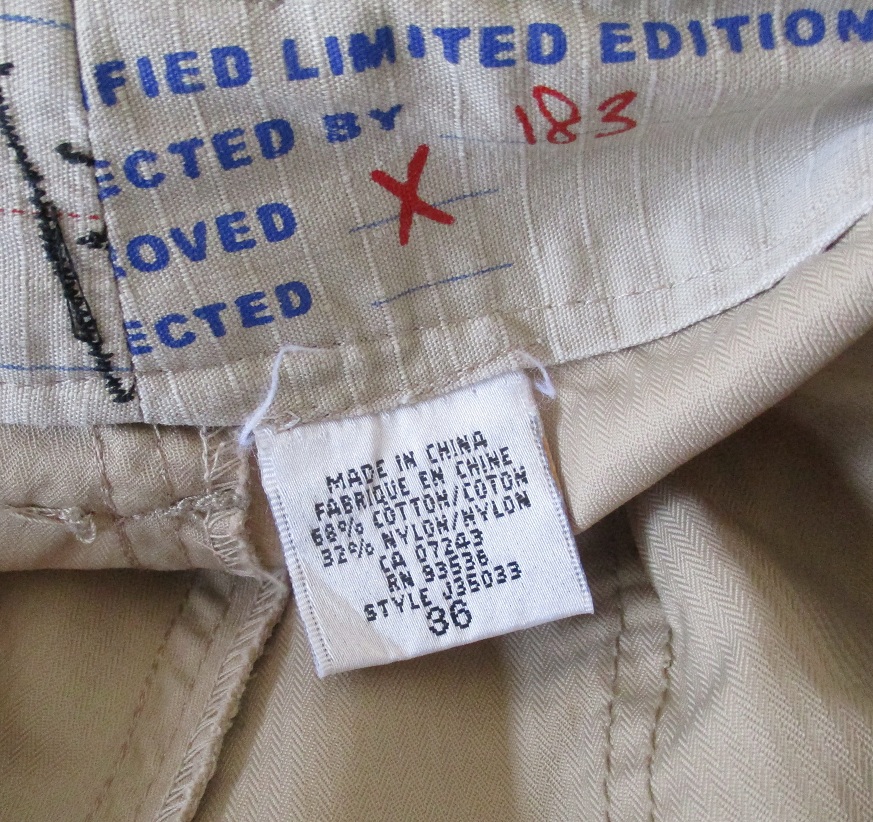 FIED LIMITED EDITION
ECTED BY 183
OVED X
ECTED
MADE IN CHINA
FABRIQUE EN CHINE
68% COTTON/COTON
32% NYLON/NYLON
CA 07243
RN 93536
STYLE J35033
36